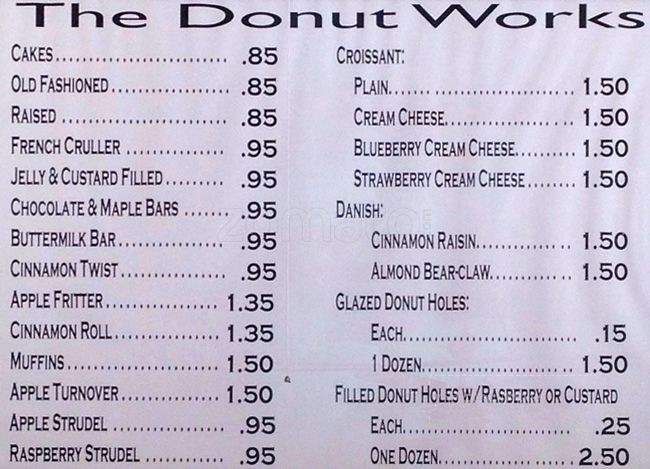 The Donut Works
Cakes........................... .85
Old Fashioned................. .85
Raised ......................... .85
French Cruller ............... .95
Jelly & Custard Filled......... .95
Chocolate & Maple Bars ....... .95
Buttermilk Bar................ .95
Cinnamon Twist................ .95
Apple Fritter................. 1.35
Cinnamon Roll................ 1.35
Muffins........................ 1.50
Apple Turnover............... 1.50
Apple Strudel ................. .95
Raspberry Strudel ........... .95
Croissant:
Plain........ .................... .. 1.50
Cream Cheese..................... 1.50
Blueberry Cream Cheese......... 1.50
Strawberry Cream Cheese........ 1.50
Danish:
Cinnamon Raisin.............. .. 1.50
Almond Bear-claw............ .. 1.50
Glazed Donut Holes:
Each........................... .15
1 Dozen...................... .. 1.50
Filled Donut Holes w/Rasberry or Custard
Each.......................... .25
One Dozen.................... 2.50
zomato